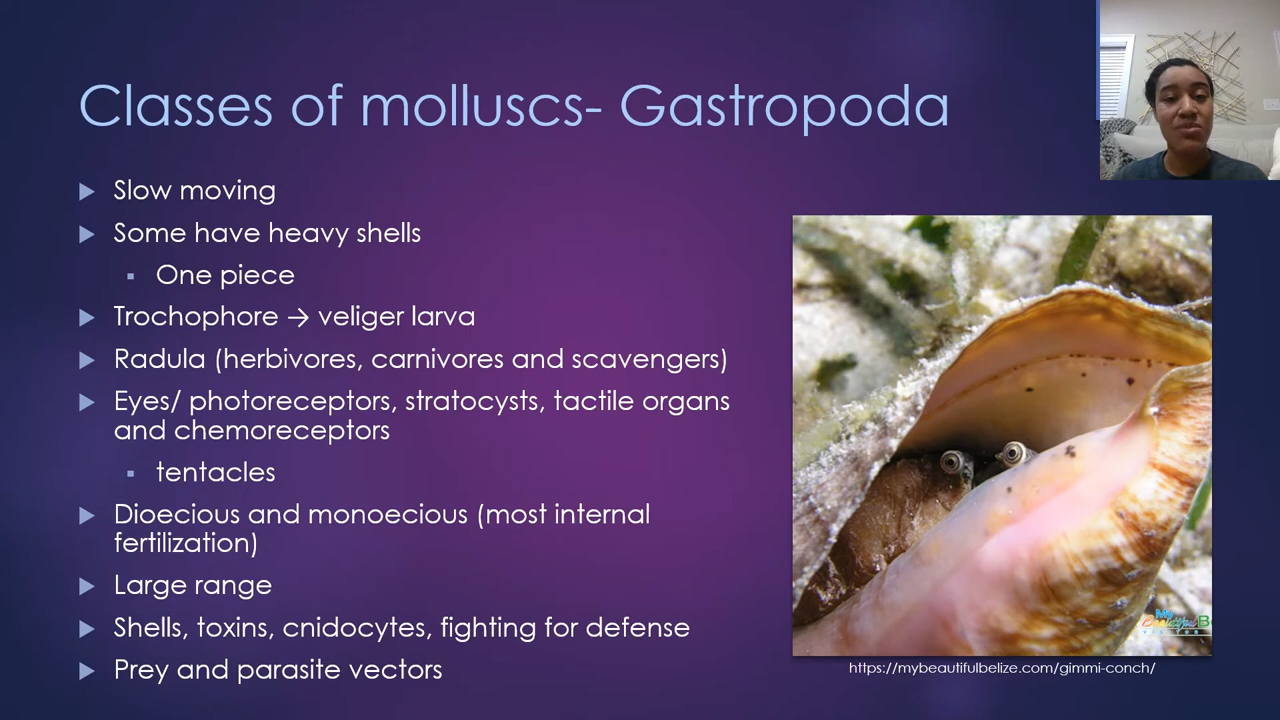 Classes of molluscs- Gastropoda
Slow moving
Some have heavy shells
One piece
Trochophore → veliger larva
Radula (herbivores, carnivores and scavengers)
Eyes/ photoreceptors, stratocysts, tactile organs
and chemoreceptors
tentacles
Dioecious and monoecious (most internal
fertilization)
Large range
Shells, toxins, cnidocytes, fighting for defense
Prey and parasite vectors
My
Beautiful B
https://mybeautifulbelize.com/gimmi-conch/